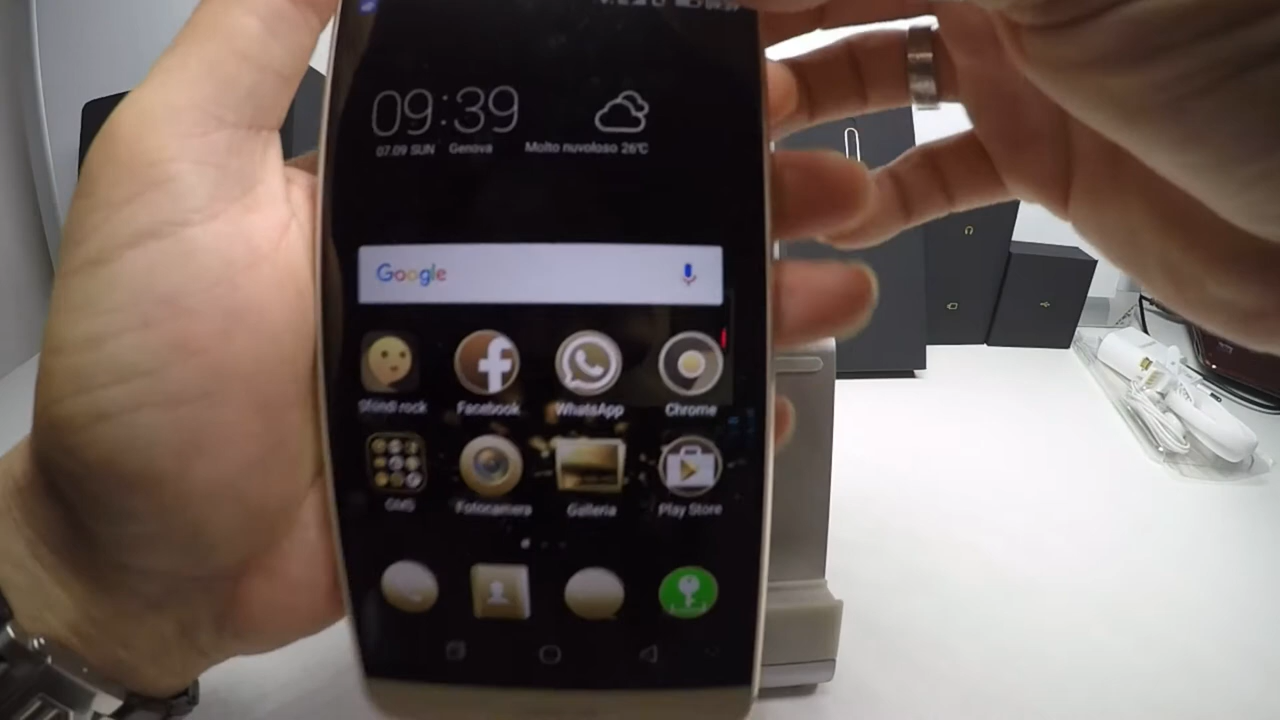 09:39
07.09 SUN Genova Molto nuvoloso 26℃
Google
Sfondi rock Facebook WhatsApp Chrome
GMS Fotocamera Galleria Play Store